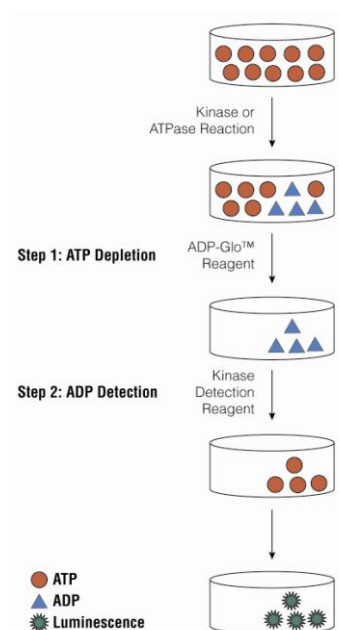 Kinase or
ATPase Reaction
Step 1: ATP Depletion
ADP-Glo™
Reagent
Step 2: ADP Detection
Kinase
Detection
Reagent
ATP
ADP
Luminescence